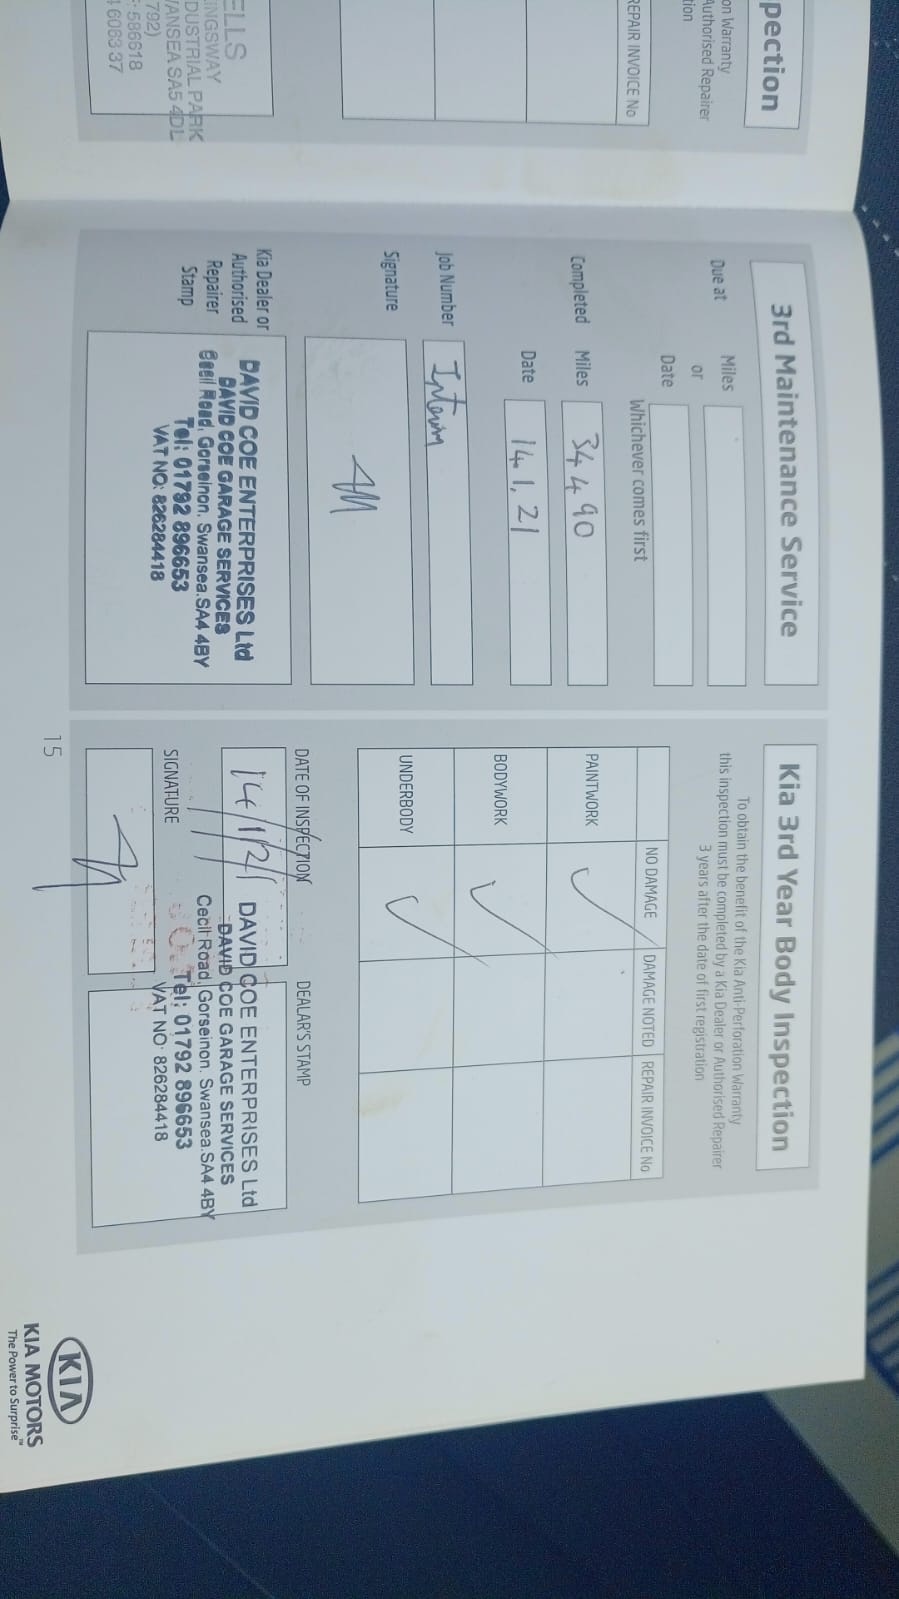 pection
on Warranty
Authorised Repairer
tion
REPAIR INVOICE No
ELLS
INGSWAY
DUSTRIAL PARK
ANSEA SA5 4DL
792)
586618
6063 37
3rd Maintenance Service
Due at Miles
or
Date
Whichever comes first
Completed Miles 34490
Date 14.1.21
Job Number Interim
Signature
Kia Dealer or
Authorised
Repairer
Stamp
DAVID COE ENTERPRISES Ltd
DAVID COE GARAGE SERVICES
Cecil Road, Gorseinon. Swansea.SA4 4BY
Tel: 01792 896653
VAT NO: 826284418
Kia 3rd Year Body Inspection
To obtain the benefit of the Kia Anti-Perforation Warranty
this inspection must be completed by a Kia Dealer or Authorised Repairer
3 years after the date of first registration
NO DAMAGE DAMAGE NOTED REPAIR INVOICE No
PAINTWORK ✓
BODYWORK ✓
UNDERBODY ✓
DATE OF INSPECTION DEALAR'S STAMP
14/1/21
DAVID COE ENTERPRISES Ltd
DAVID COE GARAGE SERVICES
Cecil Road, Gorseinon. Swansea.SA4 4BY
Tel: 01792 896653
VAT NO: 826284418
SIGNATURE
15
KIA
KIA MOTORS
The Power to Surprise™